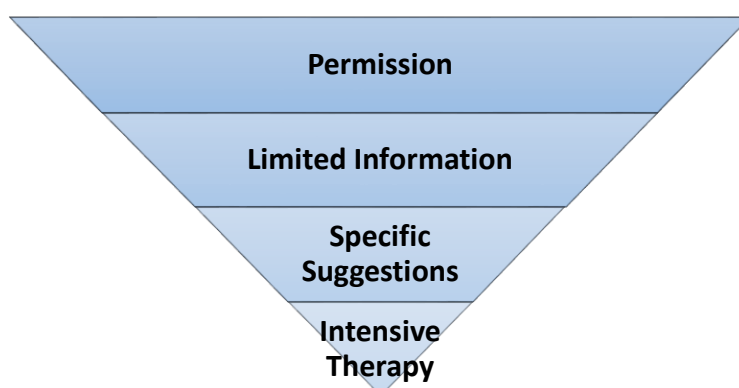 Permission
Limited Information
Specific
Suggestions
Intensive
Therapy